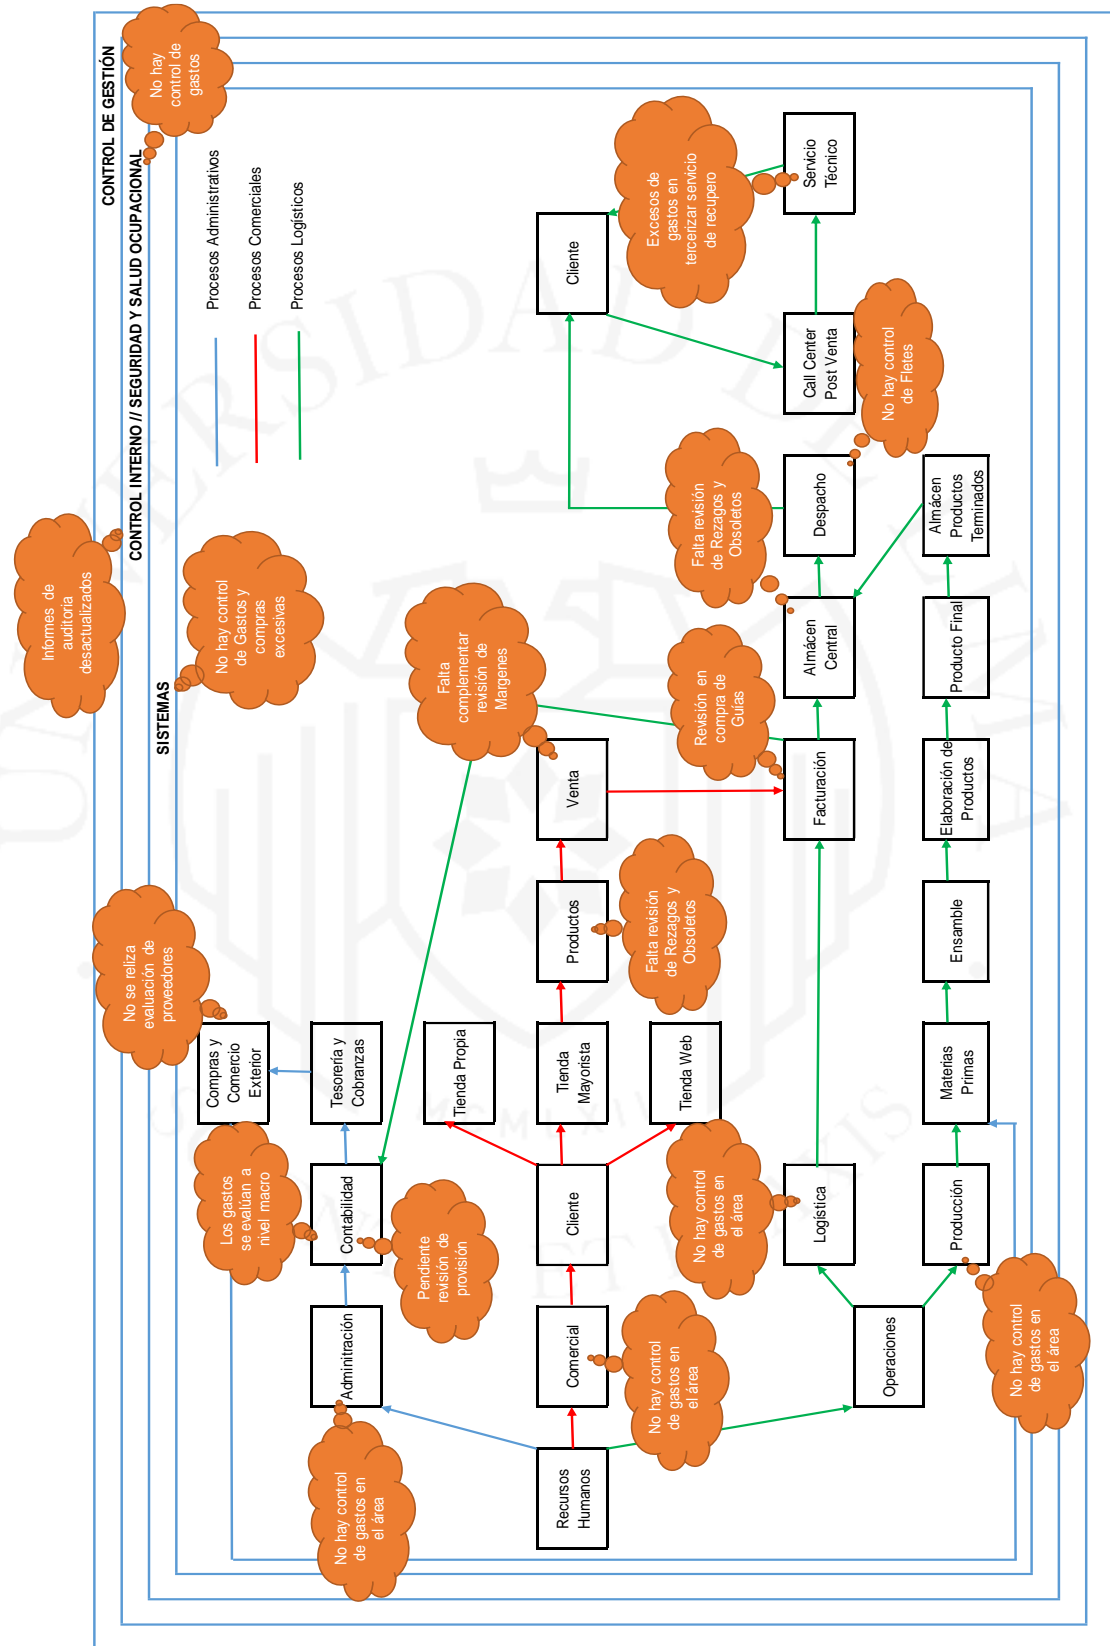 CONTROL DE GESTIÓN
No hay
control de
gastos
CONTROL INTERNO // SEGURIDAD Y SALUD OCUPACIONAL
Informes de
auditoria
desactualizados
SISTEMAS
No hay control
de Gastos y
compras
excesivas
Procesos Administrativos
Procesos Comerciales
Procesos Logísticos
No se reliza
evaluación de
proveedores
Compras y
Comercio
Exterior
Los gastos
se evalúan a
nivel macro
No hay control
de gastos en
el área
Adminitración
Contabilidad
Tesorería y
Cobranzas
Pendiente
revisión de
provisión
Falta
complementar
revisión de
Margenes
Tienda Propia
Recursos
Humanos
Comercial
Cliente
Tienda
Mayorista
Productos
Venta
Cliente
No hay control
de gastos en
el área
Tienda Web
Falta revisión
de Rezagos y
Obsoletos
Excesos de
gastos en
tercerizar servicio
de recupero
No hay control
de gastos en
el área
Revisión en
compra de
Guías
Falta revisión
de Rezagos y
Obsoletos
Logística
Facturación
Almácen
Central
Despacho
Call Center
Post Venta
Servicio
Técnico
No hay control
de Fletes
Operaciones
Producción
Materias
Primas
Ensamble
Elaboración de
Productos
Producto Final
Almácen
Productos
Terminados
No hay control
de gastos en
el área
UNIVERSIDAD DE LIMA
SCIENTIA ET PRAXIS
MCMLXII